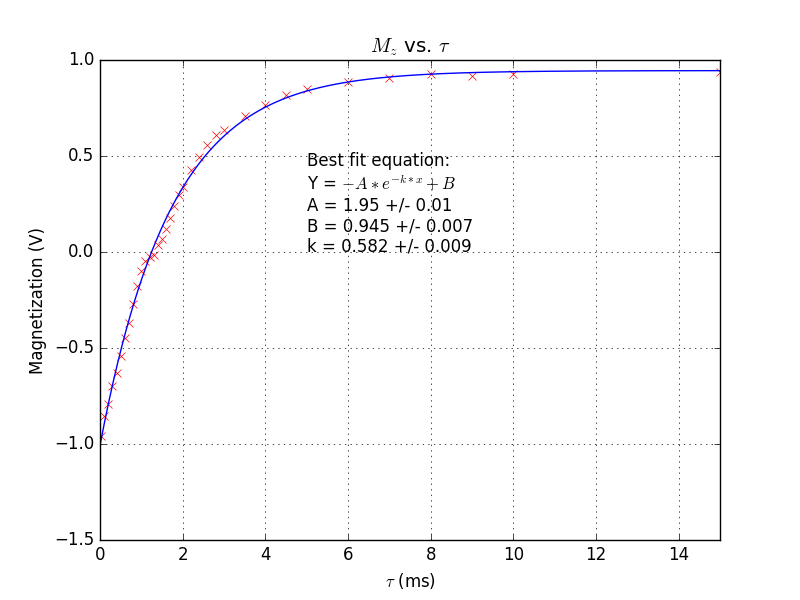 M_z vs. τ
1.0
0.5
0.0
−0.5
−1.0
−1.5
Magnetization (V)
Best fit equation:
Y = −A∗e^{−k∗x}+B
A = 1.95 +/- 0.01
B = 0.945 +/- 0.007
k = 0.582 +/- 0.009
0 2 4 6 8 10 12 14
τ (ms)